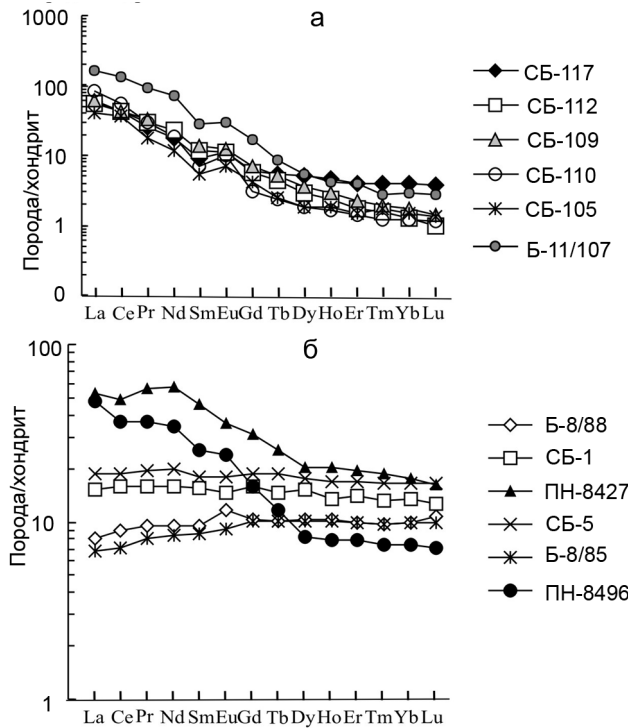 а
1000
100
10
1
0
Порода/хондрит
La Ce Pr Nd Sm Eu Gd Tb Dy Ho Er Tm Yb Lu
СБ-117
СБ-112
СБ-109
СБ-110
СБ-105
Б-11/107
б
100
10
1
Порода/хондрит
La Ce Pr Nd Sm Eu Gd Tb Dy Ho Er Tm Yb Lu
Б-8/88
СБ-1
ПН-8427
СБ-5
Б-8/85
ПН-8496